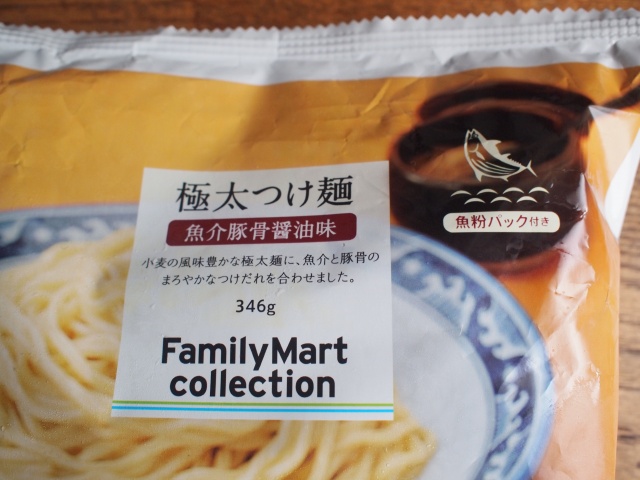 極太つけ麺
魚介豚骨醤油味
小麦の風味豊かな極太麺に、魚介と豚骨の
まろやかなつけだれを合わせました。
346g
FamilyMart
collection
魚粉パック付き